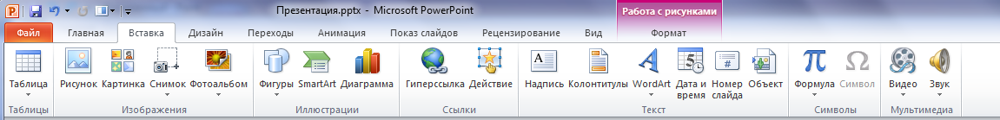 Презентация.pptx - Microsoft PowerPoint
Работа с рисунками
Файл Главная Вставка Дизайн Переходы Анимация Показ слайдов Рецензирование Вид Формат
Таблица Рисунок Картинка Снимок Фотоальбом Фигуры SmartArt Диаграмма Гиперссылка Действие Надпись Колонтитулы WordArt Дата и время Номер слайда Объект Формула Символ Видео Звук
Таблицы Изображения Иллюстрации Ссылки Текст Символы Мультимедиа